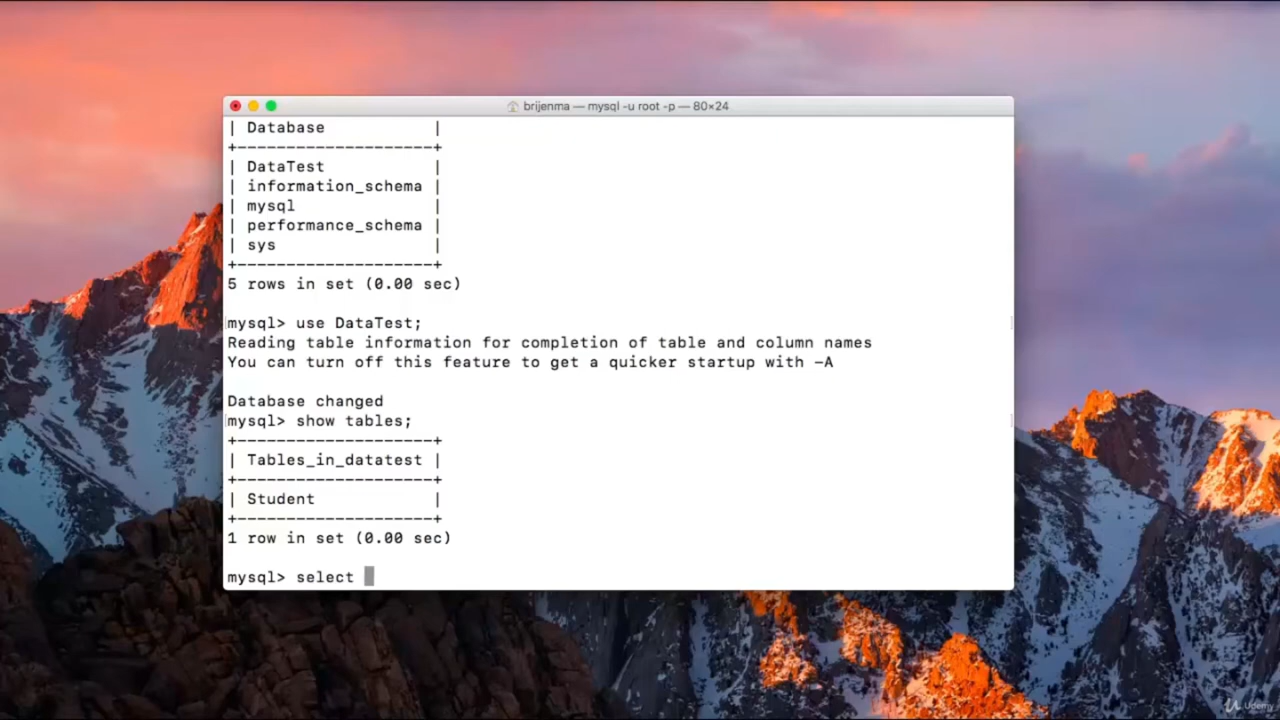 brijenma — mysql -u root -p — 80×24
| Database |
+--------------------+
| DataTest |
| information_schema |
| mysql |
| performance_schema |
| sys |
+--------------------+
5 rows in set (0.00 sec)
mysql> use DataTest;
Reading table information for completion of table and column names
You can turn off this feature to get a quicker startup with -A
Database changed
mysql> show tables;
+--------------------+
| Tables_in_datatest |
+--------------------+
| Student |
+--------------------+
1 row in set (0.00 sec)
mysql> select
Udemy